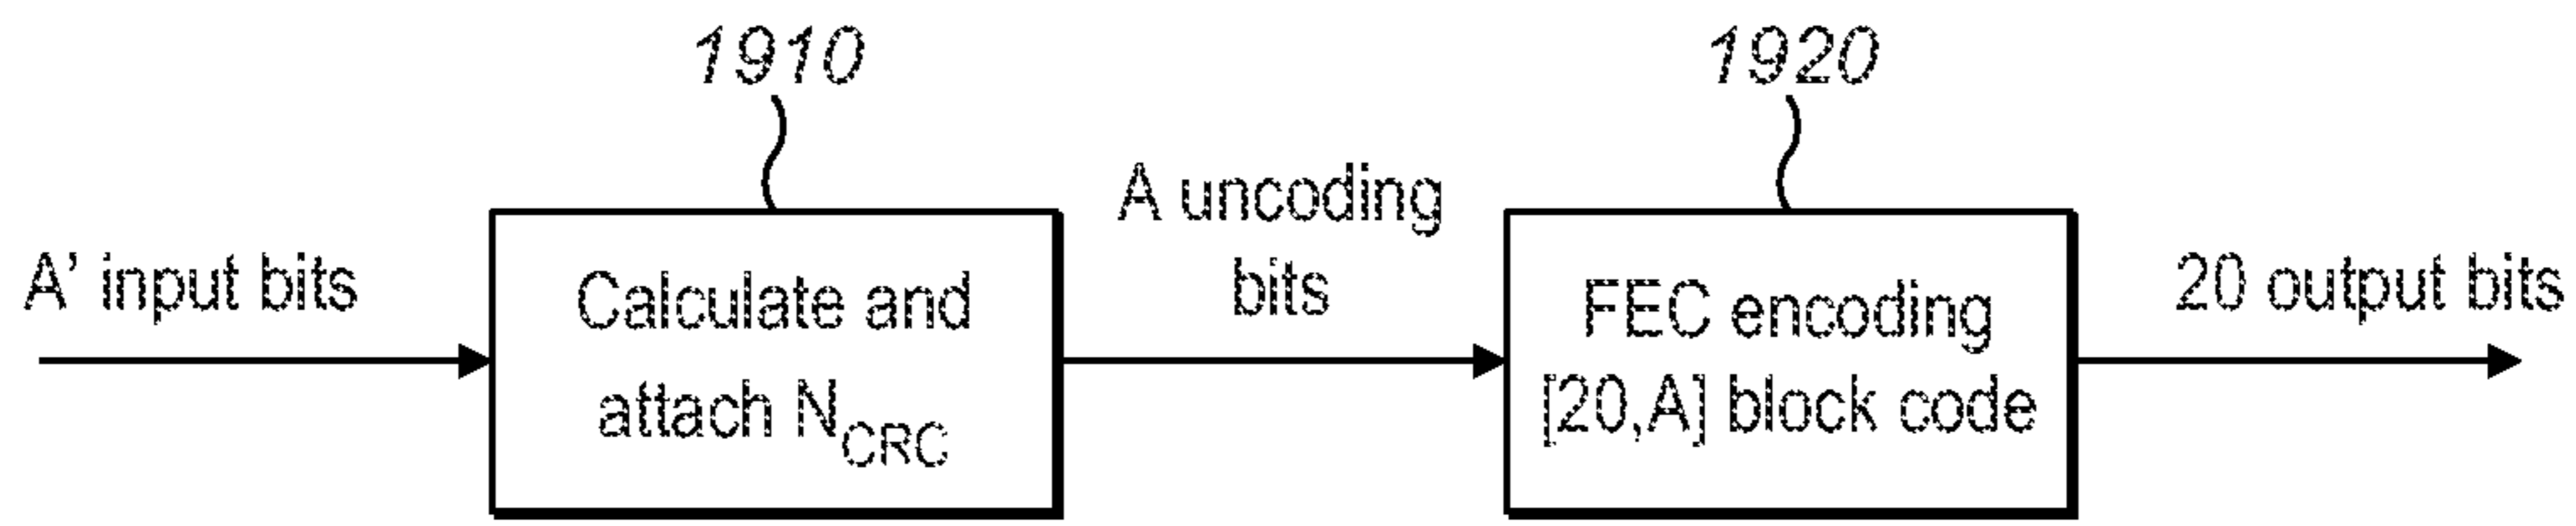 1910
1920
A' input bits
Calculate and
attach N_CRC
A uncoding
bits
FEC encoding
[20,A] block code
20 output bits